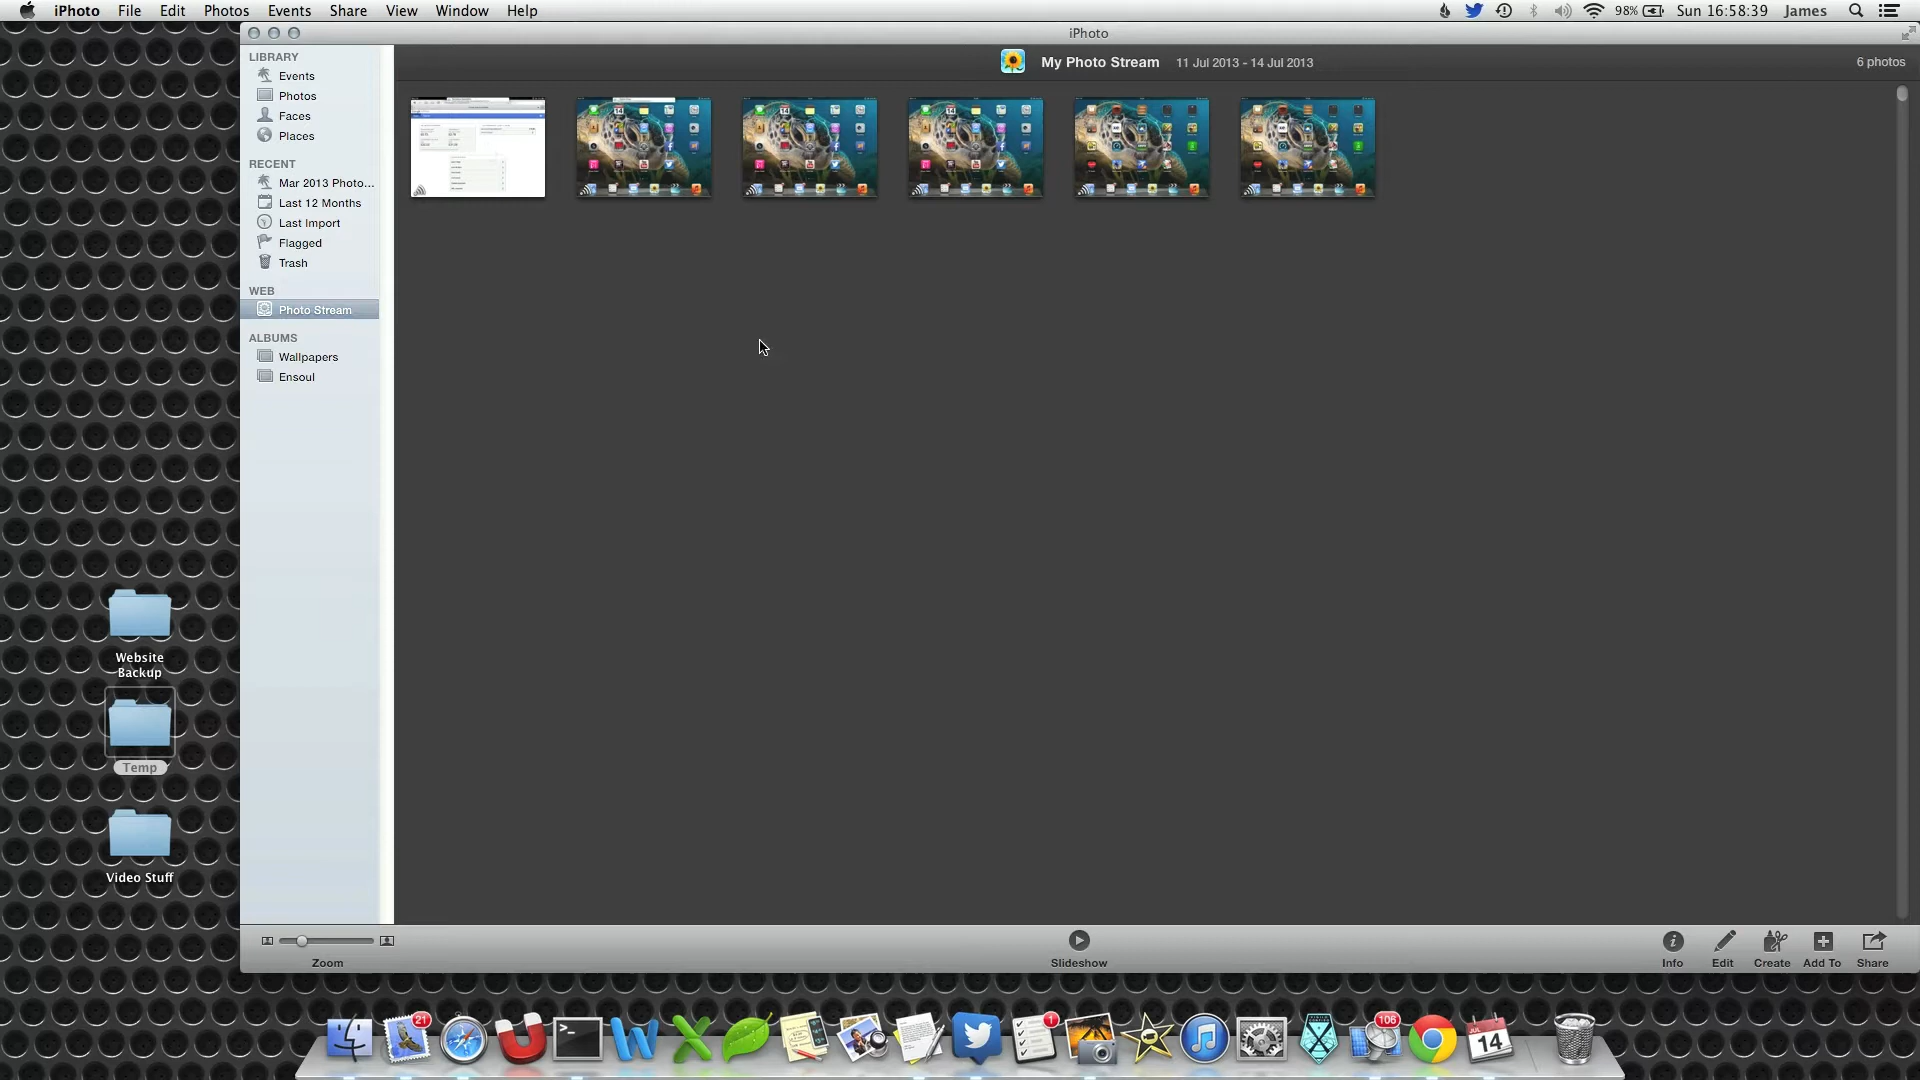 iPhoto File Edit Photos Events Share View Window Help
98% Sun 16:58:39 James
iPhoto
LIBRARY
Events
Photos
Faces
Places
RECENT
Mar 2013 Photo...
Last 12 Months
Last Import
Flagged
Trash
WEB
Photo Stream
ALBUMS
Wallpapers
Ensoul
My Photo Stream 11 Jul 2013 - 14 Jul 2013
6 photos
Website
Backup
Temp
Video Stuff
Zoom
Slideshow
Info Edit Create Add To Share
21
1
106
JUL
14